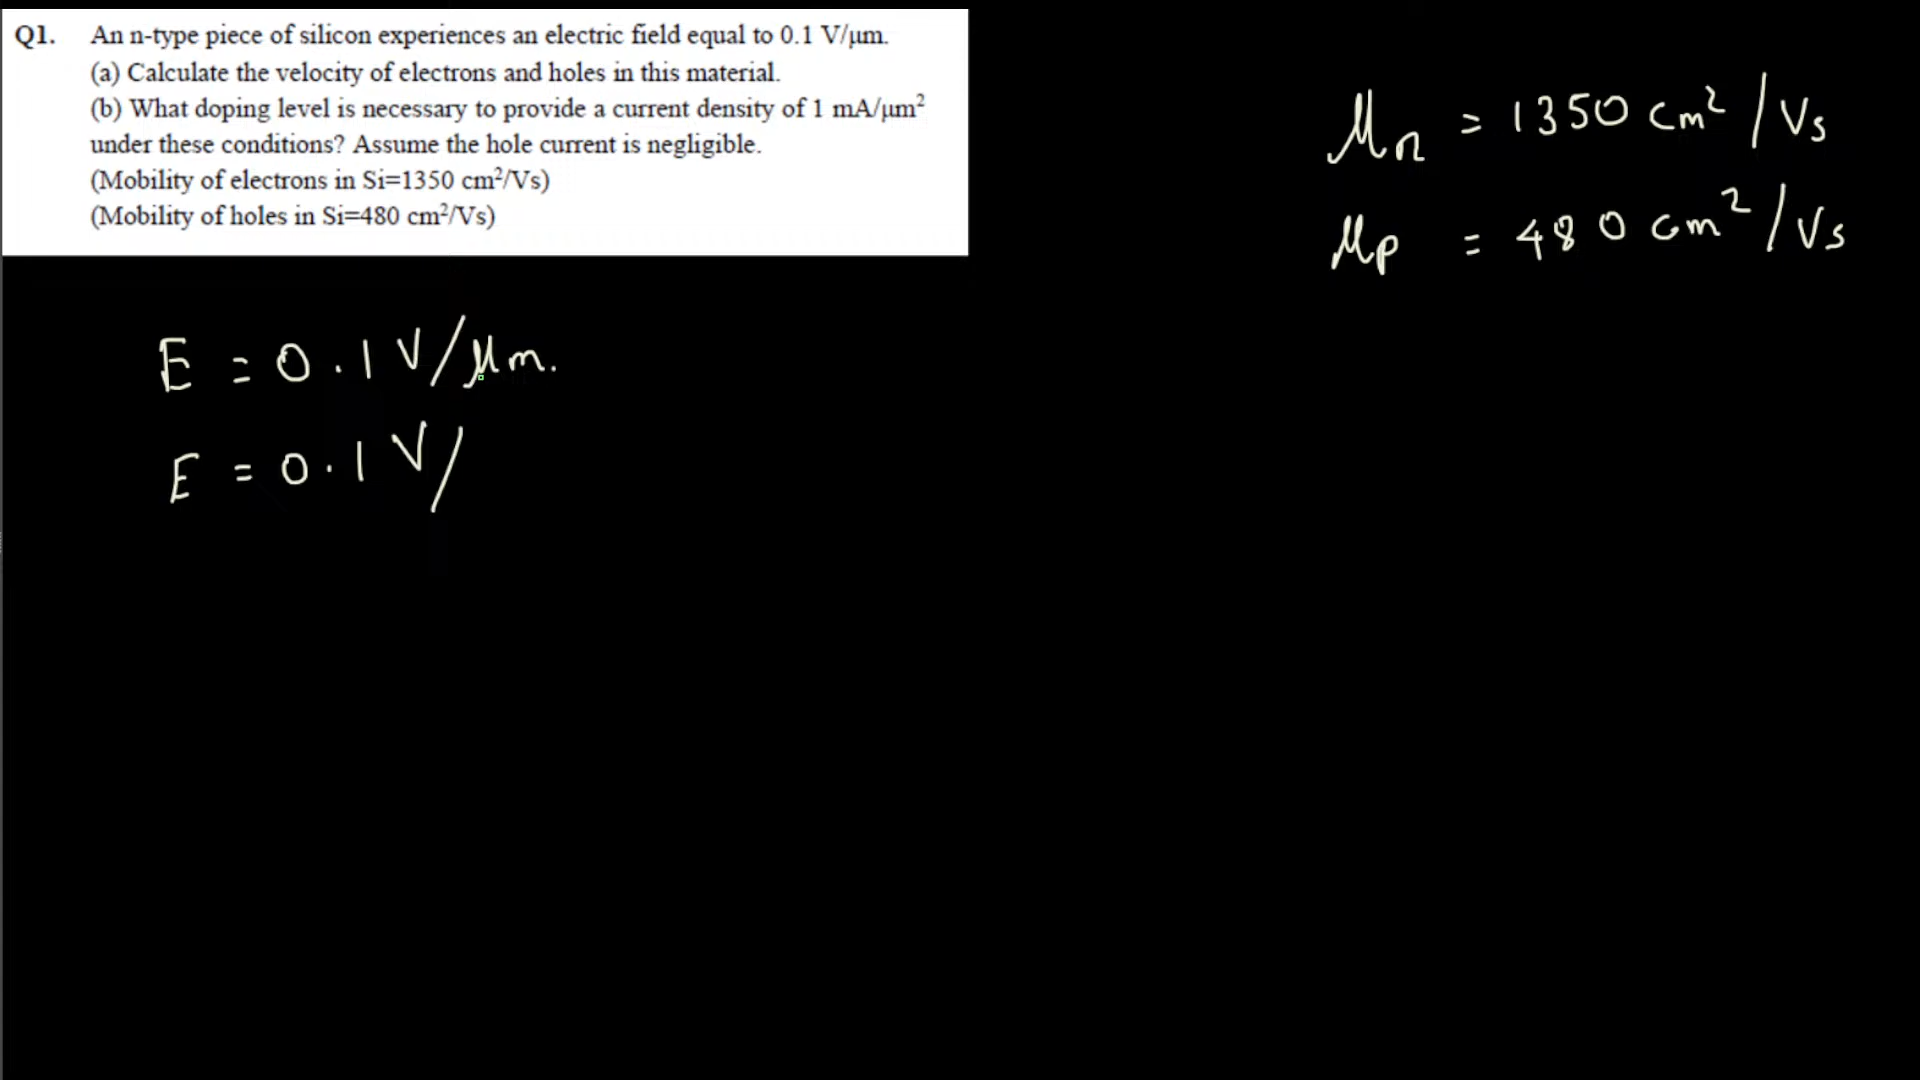 Q1. An n-type piece of silicon experiences an electric field equal to 0.1 V/μm.
(a) Calculate the velocity of electrons and holes in this material.
(b) What doping level is necessary to provide a current density of 1 mA/μm²
under these conditions? Assume the hole current is negligible.
(Mobility of electrons in Si=1350 cm²/Vs)
(Mobility of holes in Si=480 cm²/Vs)
μn = 1350 cm²/Vs
μp = 480 cm²/Vs
E = 0.1 V/μm.
E = 0.1 V/